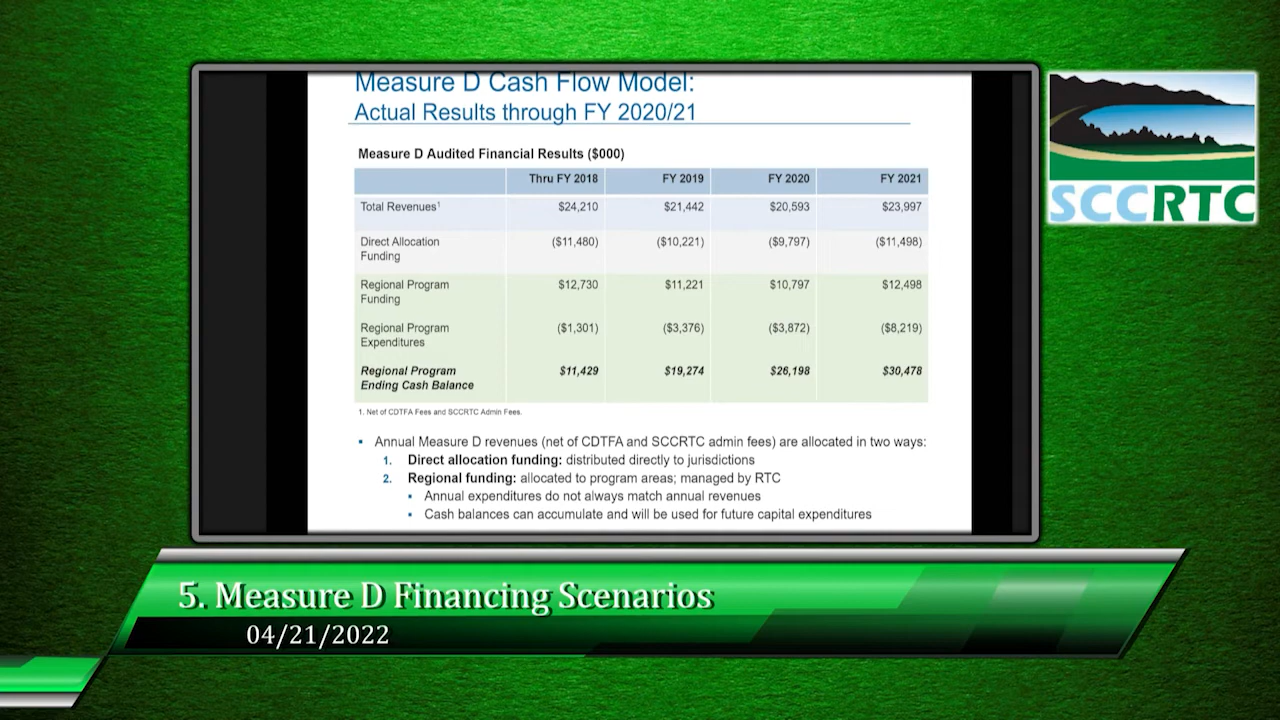 Measure D Cash Flow Model:
Actual Results through FY 2020/21
Measure D Audited Financial Results ($000)
Thru FY 2018 FY 2019 FY 2020 FY 2021
Total Revenues¹ $24,210 $21,442 $20,593 $23,997
Direct Allocation Funding ($11,480) ($10,221) ($9,797) ($11,498)
Regional Program Funding $12,730 $11,221 $10,797 $12,498
Regional Program Expenditures ($1,301) ($3,376) ($3,872) ($8,219)
Regional Program Ending Cash Balance $11,429 $19,274 $26,198 $30,478
1. Net of CDTFA Fees and SCCRTC Admin Fees.
▪ Annual Measure D revenues (net of CDTFA and SCCRTC admin fees) are allocated in two ways:
1. Direct allocation funding: distributed directly to jurisdictions
2. Regional funding: allocated to program areas; managed by RTC
▪ Annual expenditures do not always match annual revenues
▪ Cash balances can accumulate and will be used for future capital expenditures
SCCRTC
5. Measure D Financing Scenarios
04/21/2022